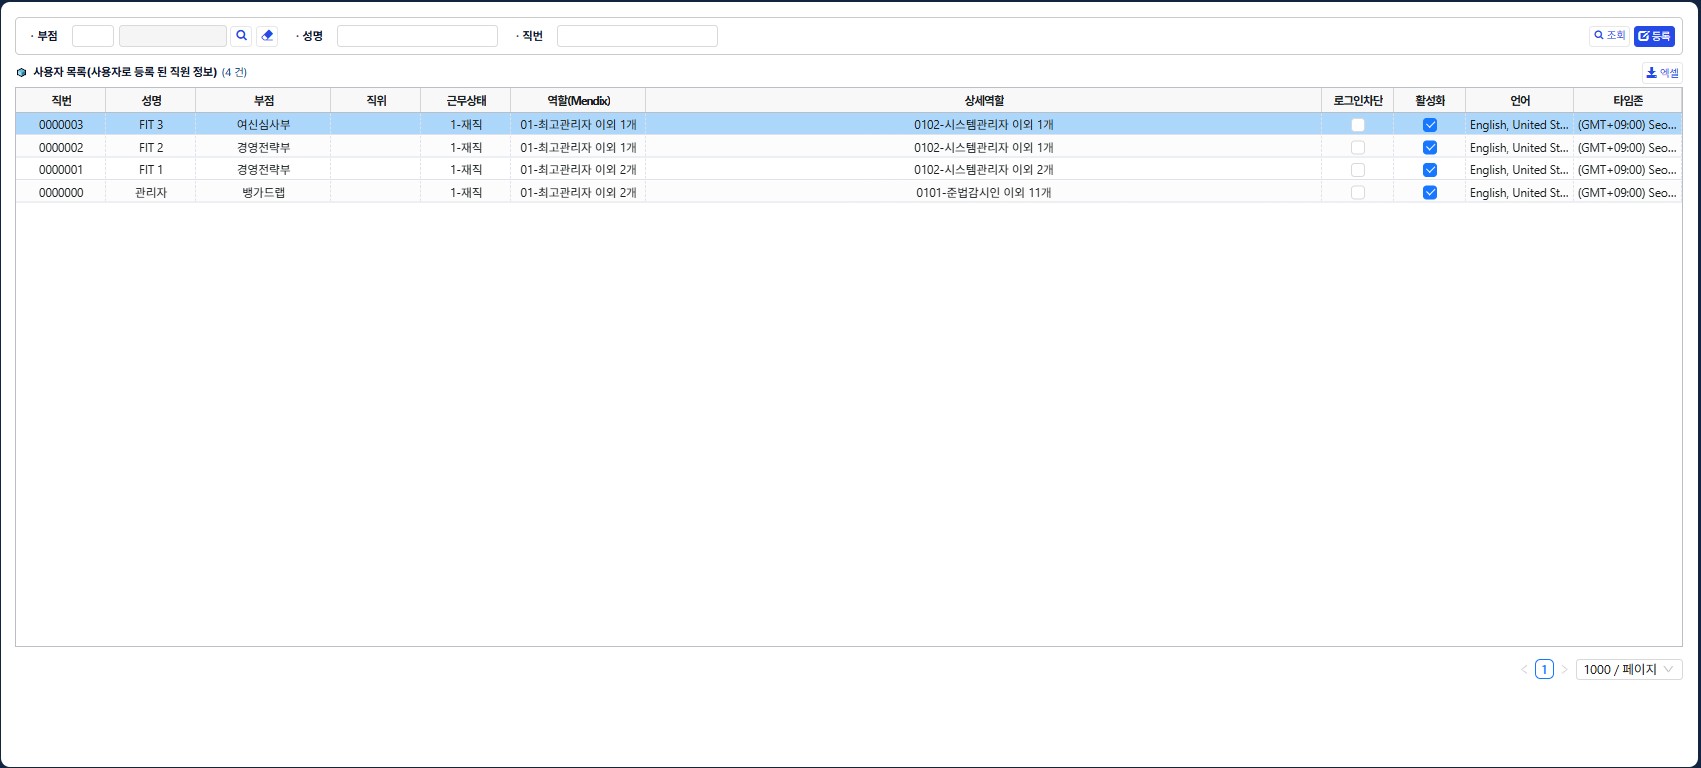 · 부점 · 성명 · 직번 조회 등록
사용자 목록(사용자로 등록 된 직원 정보) (4 건) 엑셀
직번 성명 부점 직위 근무상태 역할(Mendix) 상세역할 로그인차단 활성화 언어 타임존
0000003 FIT 3 여신심사부 1-재직 01-최고관리자 이외 1개 0102-시스템관리자 이외 1개 English, United St... (GMT+09:00) Seo...
0000002 FIT 2 경영전략부 1-재직 01-최고관리자 이외 1개 0102-시스템관리자 이외 1개 English, United St... (GMT+09:00) Seo...
0000001 FIT 1 경영전략부 1-재직 01-최고관리자 이외 2개 0102-시스템관리자 이외 2개 English, United St... (GMT+09:00) Seo...
0000000 관리자 뱅가드랩 1-재직 01-최고관리자 이외 2개 0101-준법감시인 이외 11개 English, United St... (GMT+09:00) Seo...
< 1 > 1000 / 페이지